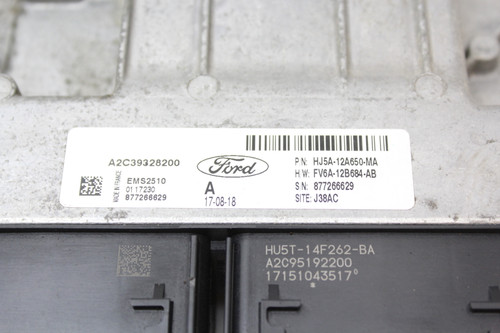 A2C39328200
MADE IN FRANCE
EMS2510
01.17230
877266629
Ford
A
17-08-18
P/N: HJ5A-12A650-MA
H/W: FV6A-12B684-AB
S/N: 877266629
SITE: J38AC
HU5T-14F262-BA
A2C95192200
17151043517